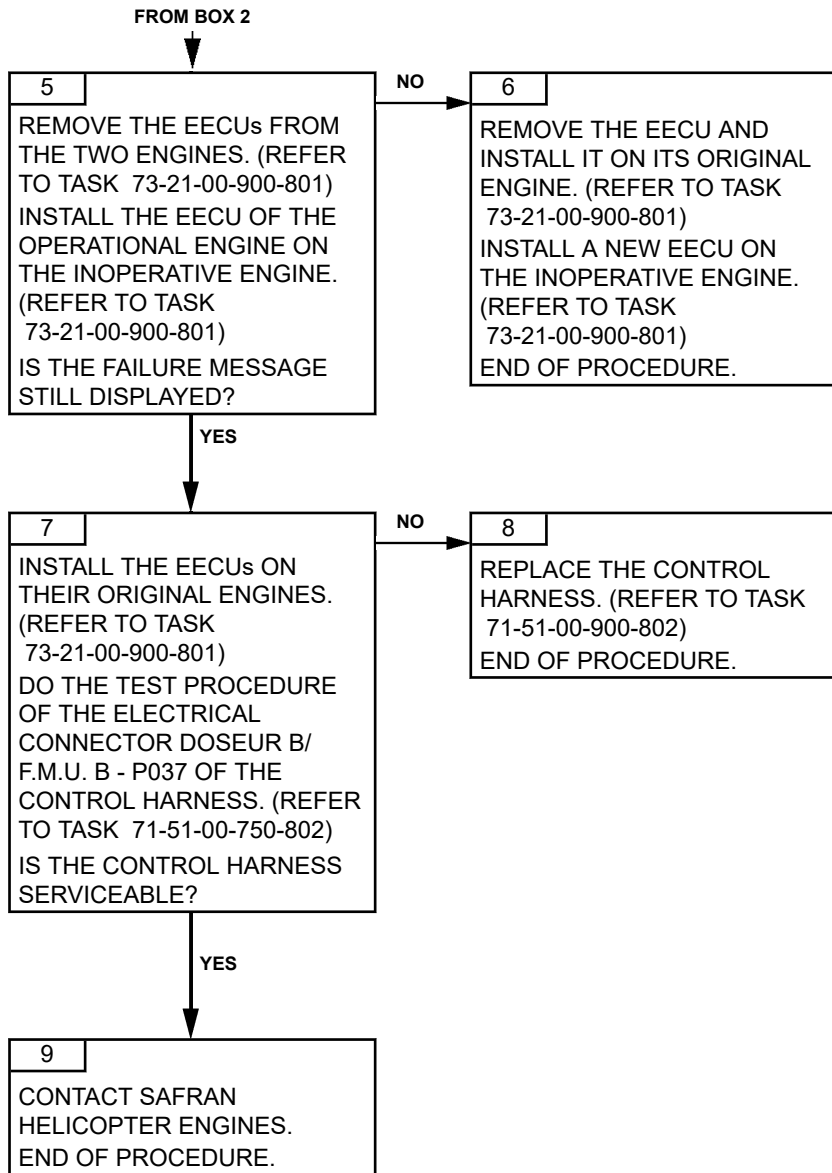 FROM BOX 2
5
REMOVE THE EECUs FROM
THE TWO ENGINES. (REFER
TO TASK 73-21-00-900-801)
INSTALL THE EECU OF THE
OPERATIONAL ENGINE ON
THE INOPERATIVE ENGINE.
(REFER TO TASK
73-21-00-900-801)
IS THE FAILURE MESSAGE
STILL DISPLAYED?
NO
6
REMOVE THE EECU AND
INSTALL IT ON ITS ORIGINAL
ENGINE. (REFER TO TASK
73-21-00-900-801)
INSTALL A NEW EECU ON
THE INOPERATIVE ENGINE.
(REFER TO TASK
73-21-00-900-801)
END OF PROCEDURE.
YES
7
INSTALL THE EECUs ON
THEIR ORIGINAL ENGINES.
(REFER TO TASK
73-21-00-900-801)
DO THE TEST PROCEDURE
OF THE ELECTRICAL
CONNECTOR DOSEUR B/
F.M.U. B - P037 OF THE
CONTROL HARNESS. (REFER
TO TASK 71-51-00-750-802)
IS THE CONTROL HARNESS
SERVICEABLE?
NO
8
REPLACE THE CONTROL
HARNESS. (REFER TO TASK
71-51-00-900-802)
END OF PROCEDURE.
YES
9
CONTACT SAFRAN
HELICOPTER ENGINES.
END OF PROCEDURE.